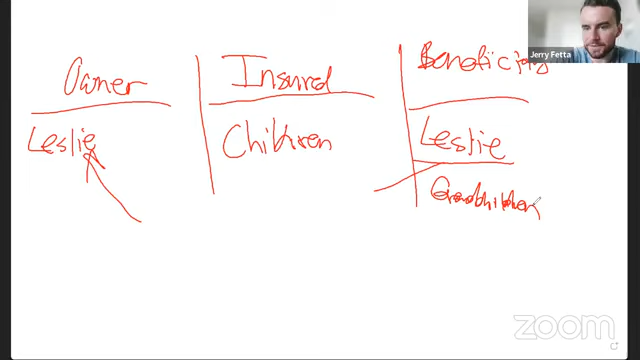 Jerry Fetta
Owner
Insured
Beneficiary
Leslie
Children
Leslie
Grandchildren
zoom